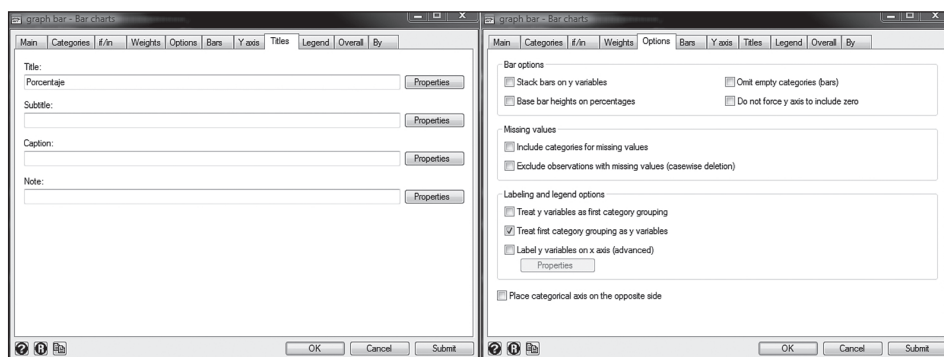 graph bar - Bar charts
Main Categories if/in Weights Options Bars Y axis Titles Legend Overall By
Title:
Porcentaje
Properties
Subtitle:
Properties
Caption:
Properties
Note:
Properties
OK Cancel Submit
graph bar - Bar charts
Main Categories if/in Weights Options Bars Y axis Titles Legend Overall By
Bar options
Stack bars on y variables
Omit empty categories (bars)
Base bar heights on percentages
Do not force y axis to include zero
Missing values
Include categories for missing values
Exclude observations with missing values (casewise deletion)
Labeling and legend options
Treat y variables as first category grouping
Treat first category grouping as y variables
Label y variables on x axis (advanced)
Properties
Place categorical axis on the opposite side
OK Cancel Submit